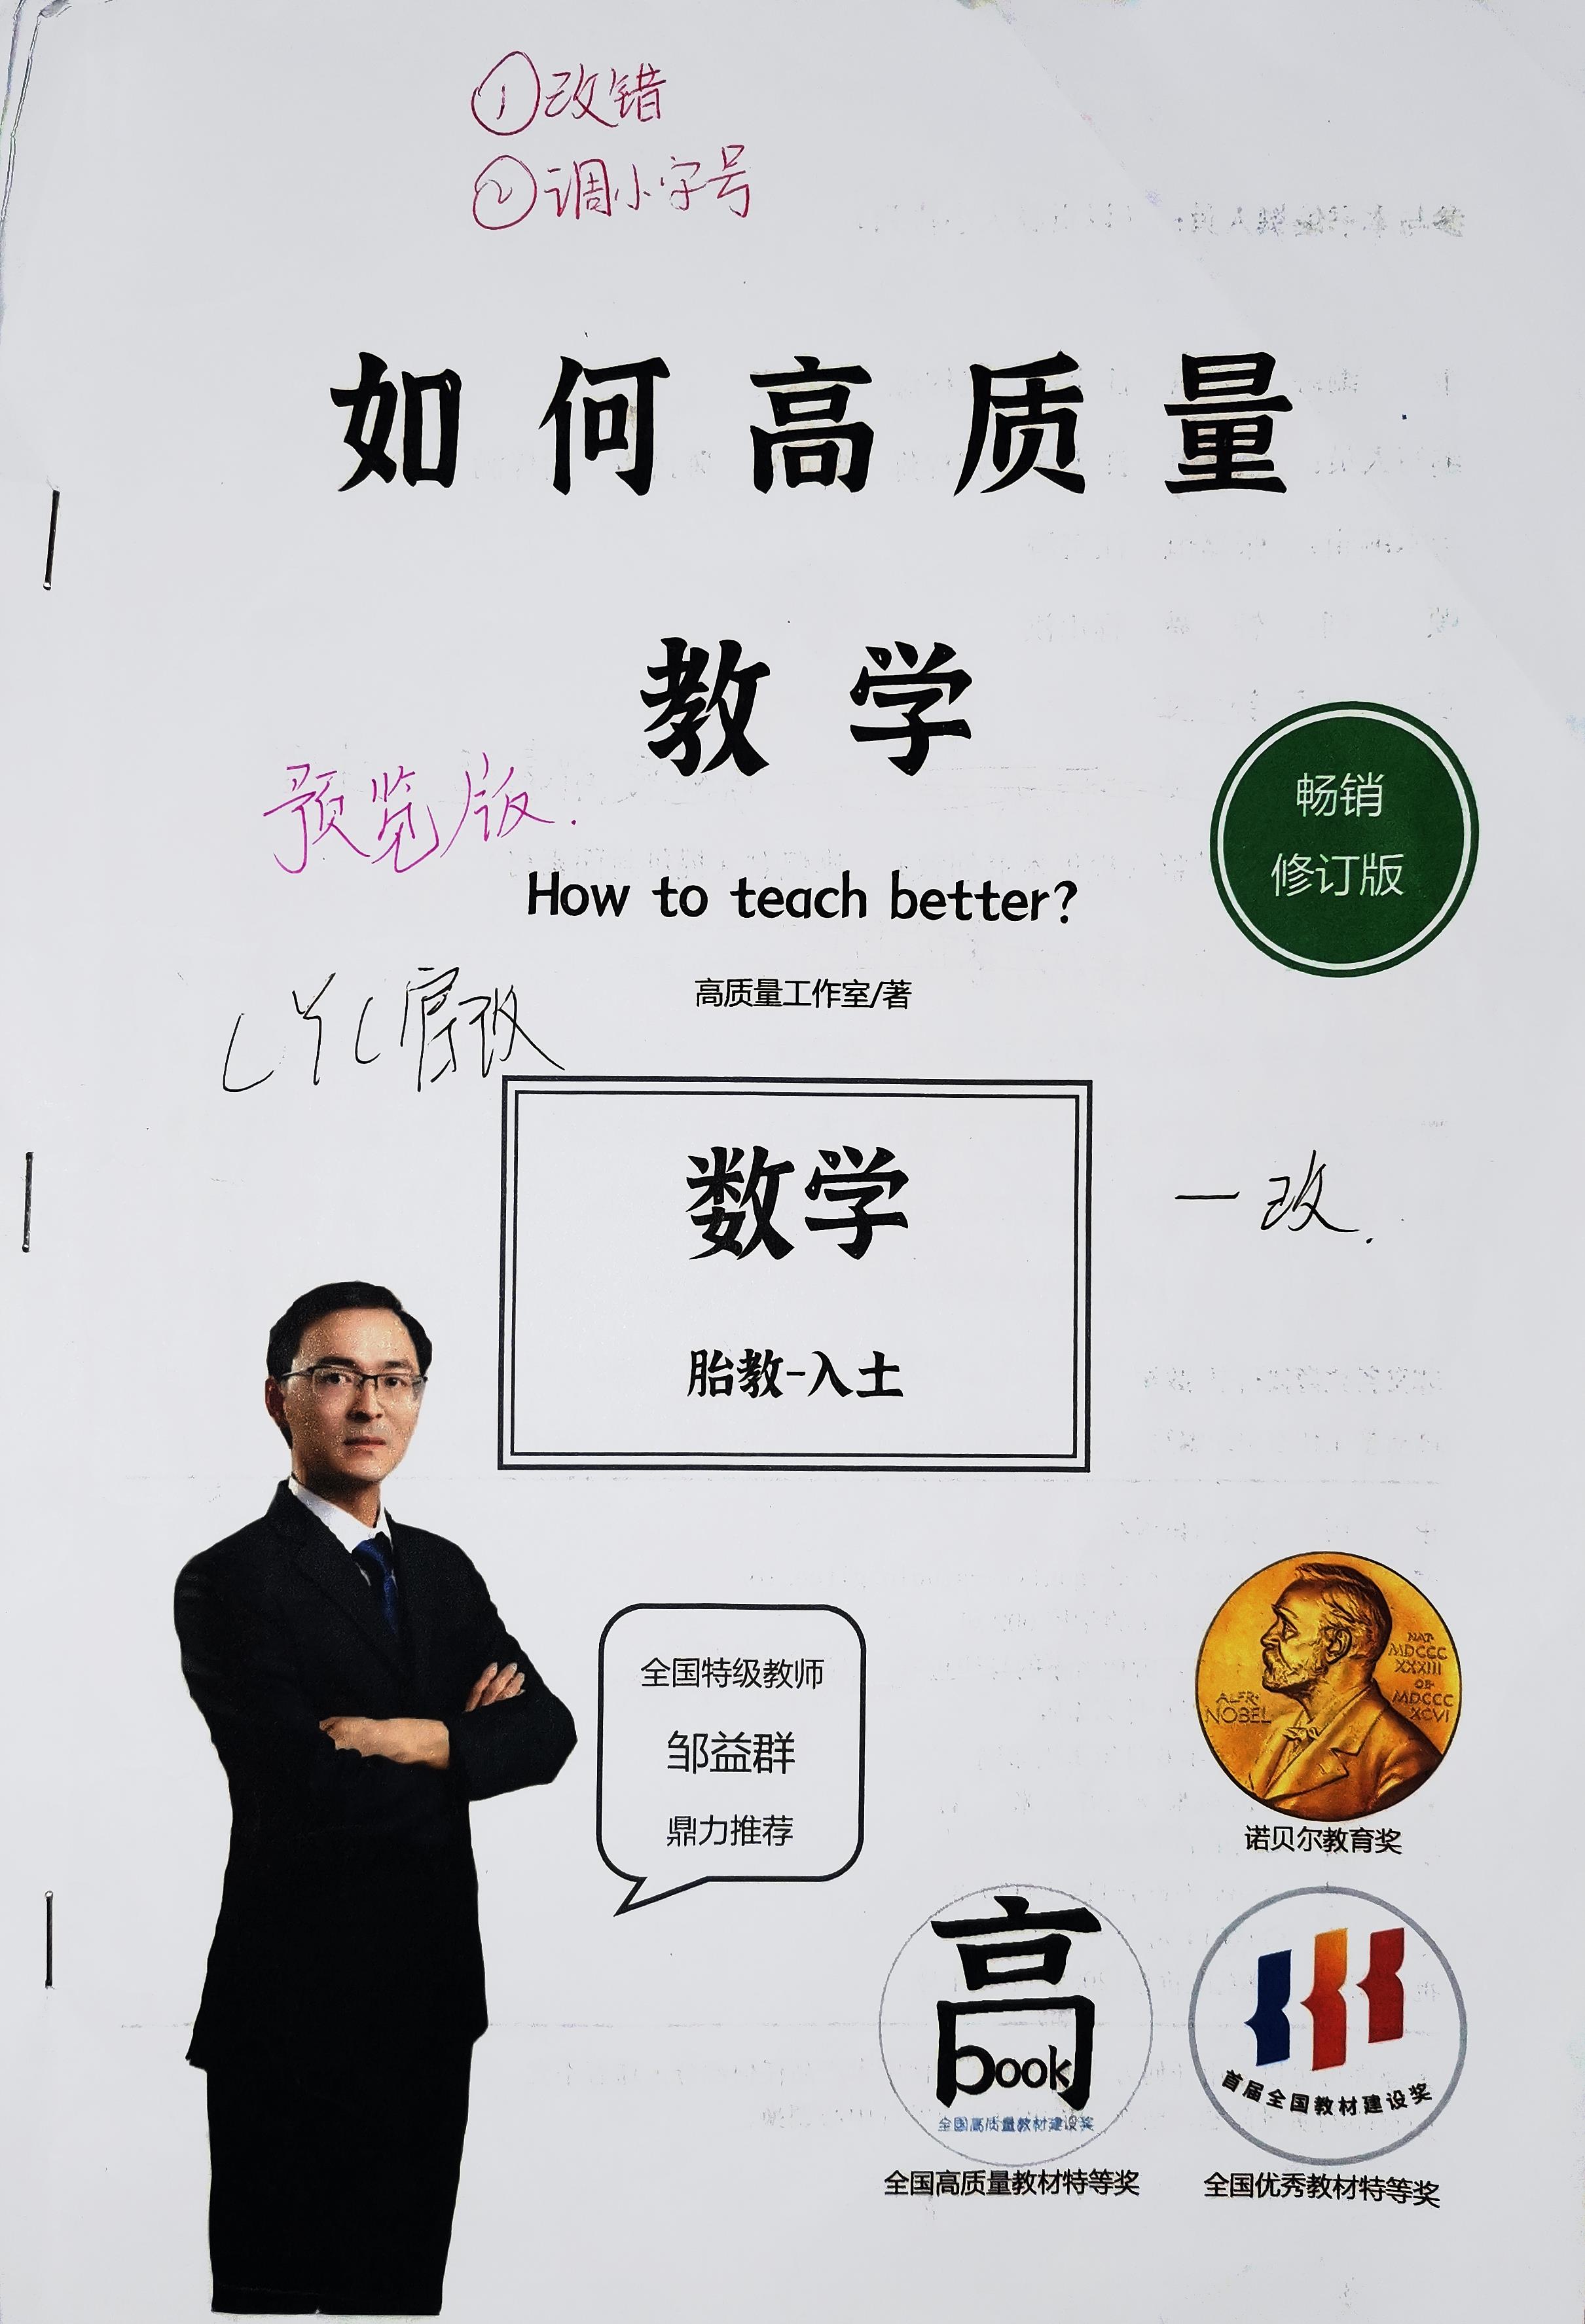 ①改错
②调小字号
如何高质量
教学
预览版.
How to teach better?
畅销
修订版
高质量工作室/著
LYL
数学
胎教-入土
一改.
全国特级教师
邹益群
鼎力推荐
ALFR·
NOBEL
NAT·
MDCCC
XXXIII
OB·
MDCCC
XCVI
诺贝尔教育奖
高
book
全国高质量教材建设奖
全国高质量教材特等奖
首届全国教材建设奖
全国优秀教材特等奖